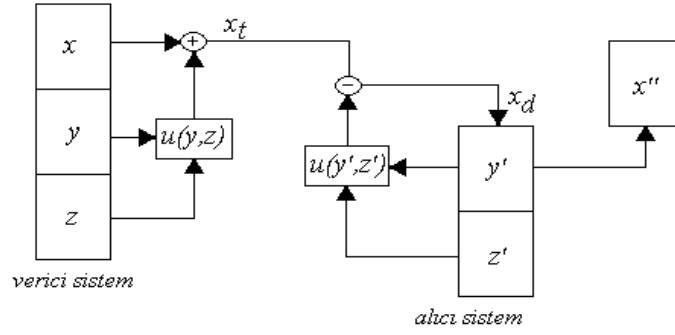 x
+
x_t
y
u(y,z)
z
verici sistem
−
x_d
x''
u(y',z')
y'
z'
alıcı sistem